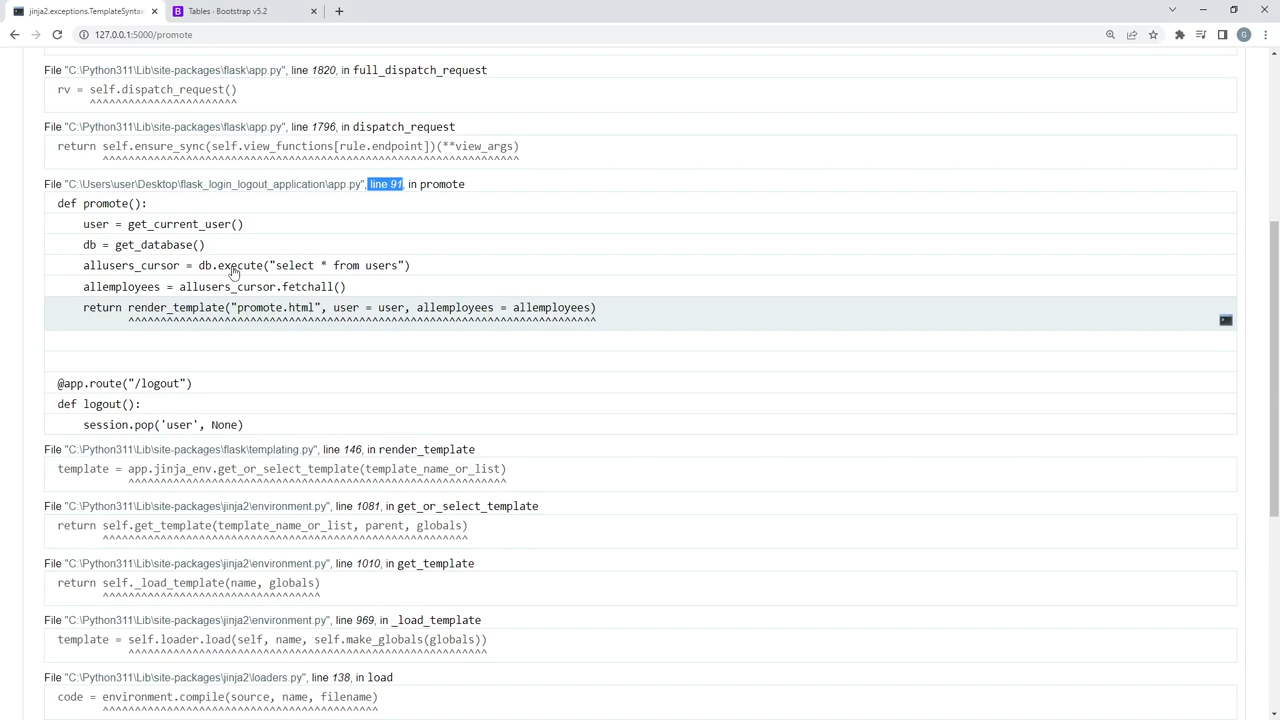 jinja2.exceptions.TemplateSynta
Tables · Bootstrap v5.2
127.0.0.1:5000/promote
G
File "C:\Python311\Lib\site-packages\flask\app.py", line 1820, in full_dispatch_request
rv = self.dispatch_request()
^^^^^^^^^^^^^^^^^^^^^^^
File "C:\Python311\Lib\site-packages\flask\app.py", line 1796, in dispatch_request
return self.ensure_sync(self.view_functions[rule.endpoint])(**view_args)
^^^^^^^^^^^^^^^^^^^^^^^^^^^^^^^^^^^^^^^^^^^^^^^^^^^^^^^^^^^^^^^^^
File "C:\Users\user\Desktop\flask_login_logout_application\app.py", line 91, in promote
def promote():
user = get_current_user()
db = get_database()
allusers_cursor = db.execute("select * from users")
allemployees = allusers_cursor.fetchall()
return render_template("promote.html", user = user, allemployees = allemployees)
^^^^^^^^^^^^^^^^^^^^^^^^^^^^^^^^^^^^^^^^^^^^^^^^^^^^^^^^^^^^^^^^^^^^^^^^^
@app.route("/logout")
def logout():
session.pop('user', None)
File "C:\Python311\Lib\site-packages\flask\templating.py", line 146, in render_template
template = app.jinja_env.get_or_select_template(template_name_or_list)
^^^^^^^^^^^^^^^^^^^^^^^^^^^^^^^^^^^^^^^^^^^^^^^^^^^^^^^^^^^
File "C:\Python311\Lib\site-packages\jinja2\environment.py", line 1081, in get_or_select_template
return self.get_template(template_name_or_list, parent, globals)
^^^^^^^^^^^^^^^^^^^^^^^^^^^^^^^^^^^^^^^^^^^^^^^^^^^^^^^^^
File "C:\Python311\Lib\site-packages\jinja2\environment.py", line 1010, in get_template
return self._load_template(name, globals)
^^^^^^^^^^^^^^^^^^^^^^^^^^^^^^^^^^
File "C:\Python311\Lib\site-packages\jinja2\environment.py", line 969, in _load_template
template = self.loader.load(self, name, self.make_globals(globals))
^^^^^^^^^^^^^^^^^^^^^^^^^^^^^^^^^^^^^^^^^^^^^^^^^^^^^^^^
File "C:\Python311\Lib\site-packages\jinja2\loaders.py", line 138, in load
code = environment.compile(source, name, filename)
^^^^^^^^^^^^^^^^^^^^^^^^^^^^^^^^^^^^^^^^^^^